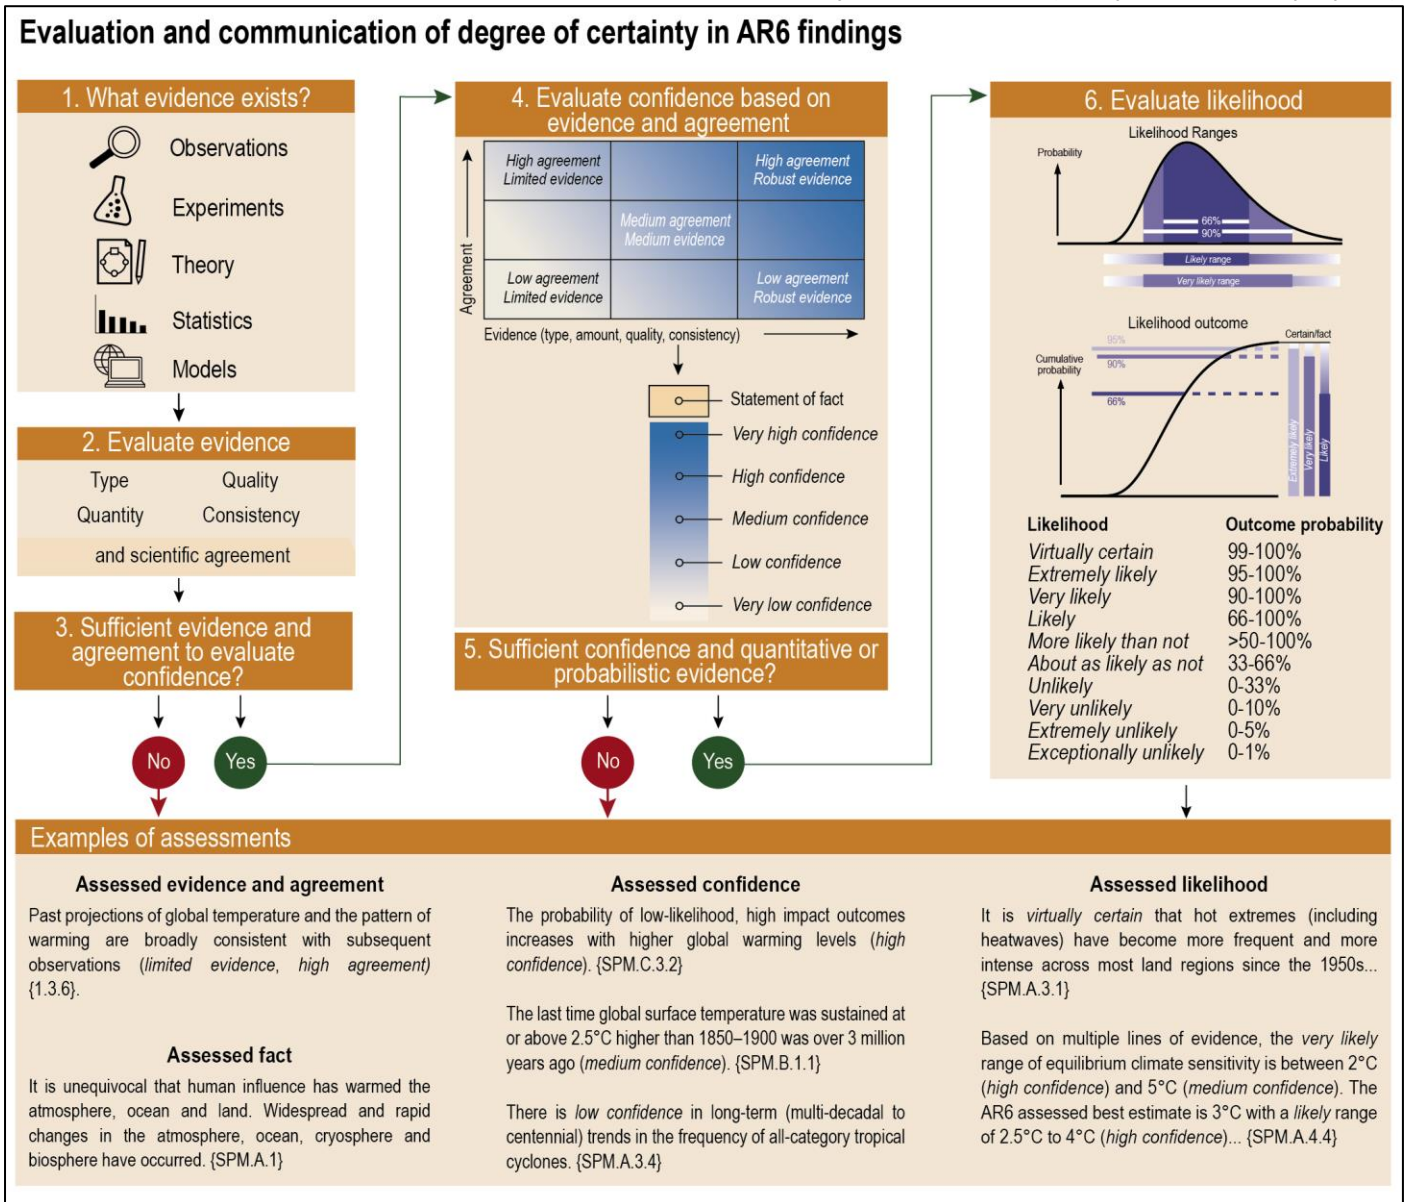 Evaluation and communication of degree of certainty in AR6 findings
1. What evidence exists?
Observations
Experiments
Theory
Statistics
Models
2. Evaluate evidence
Type
Quality
Quantity
Consistency
and scientific agreement
3. Sufficient evidence and
agreement to evaluate
confidence?
No
Yes
4. Evaluate confidence based on
evidence and agreement
Agreement
High agreement
Limited evidence
High agreement
Robust evidence
Medium agreement
Medium evidence
Low agreement
Limited evidence
Low agreement
Robust evidence
Evidence (type, amount, quality, consistency)
Statement of fact
Very high confidence
High confidence
Medium confidence
Low confidence
Very low confidence
5. Sufficient confidence and quantitative or
probabilistic evidence?
No
Yes
6. Evaluate likelihood
Likelihood Ranges
Probability
66%
90%
Likely range
Very likely range
Likelihood outcome
Certain/fact
Cumulative
probability
95%
90%
66%
Extremely likely
Very likely
Likely
Likelihood Outcome probability
Virtually certain 99-100%
Extremely likely 95-100%
Very likely 90-100%
Likely 66-100%
More likely than not >50-100%
About as likely as not 33-66%
Unlikely 0-33%
Very unlikely 0-10%
Extremely unlikely 0-5%
Exceptionally unlikely 0-1%
Examples of assessments
Assessed evidence and agreement
Past projections of global temperature and the pattern of
warming are broadly consistent with subsequent
observations (limited evidence, high agreement)
{1.3.6}.
Assessed fact
It is unequivocal that human influence has warmed the
atmosphere, ocean and land. Widespread and rapid
changes in the atmosphere, ocean, cryosphere and
biosphere have occurred. {SPM.A.1}
Assessed confidence
The probability of low-likelihood, high impact outcomes
increases with higher global warming levels (high
confidence). {SPM.C.3.2}
The last time global surface temperature was sustained at
or above 2.5°C higher than 1850–1900 was over 3 million
years ago (medium confidence). {SPM.B.1.1}
There is low confidence in long-term (multi-decadal to
centennial) trends in the frequency of all-category tropical
cyclones. {SPM.A.3.4}
Assessed likelihood
It is virtually certain that hot extremes (including
heatwaves) have become more frequent and more
intense across most land regions since the 1950s...
{SPM.A.3.1}
Based on multiple lines of evidence, the very likely
range of equilibrium climate sensitivity is between 2°C
(high confidence) and 5°C (medium confidence). The
AR6 assessed best estimate is 3°C with a likely range
of 2.5°C to 4°C (high confidence)... {SPM.A.4.4}